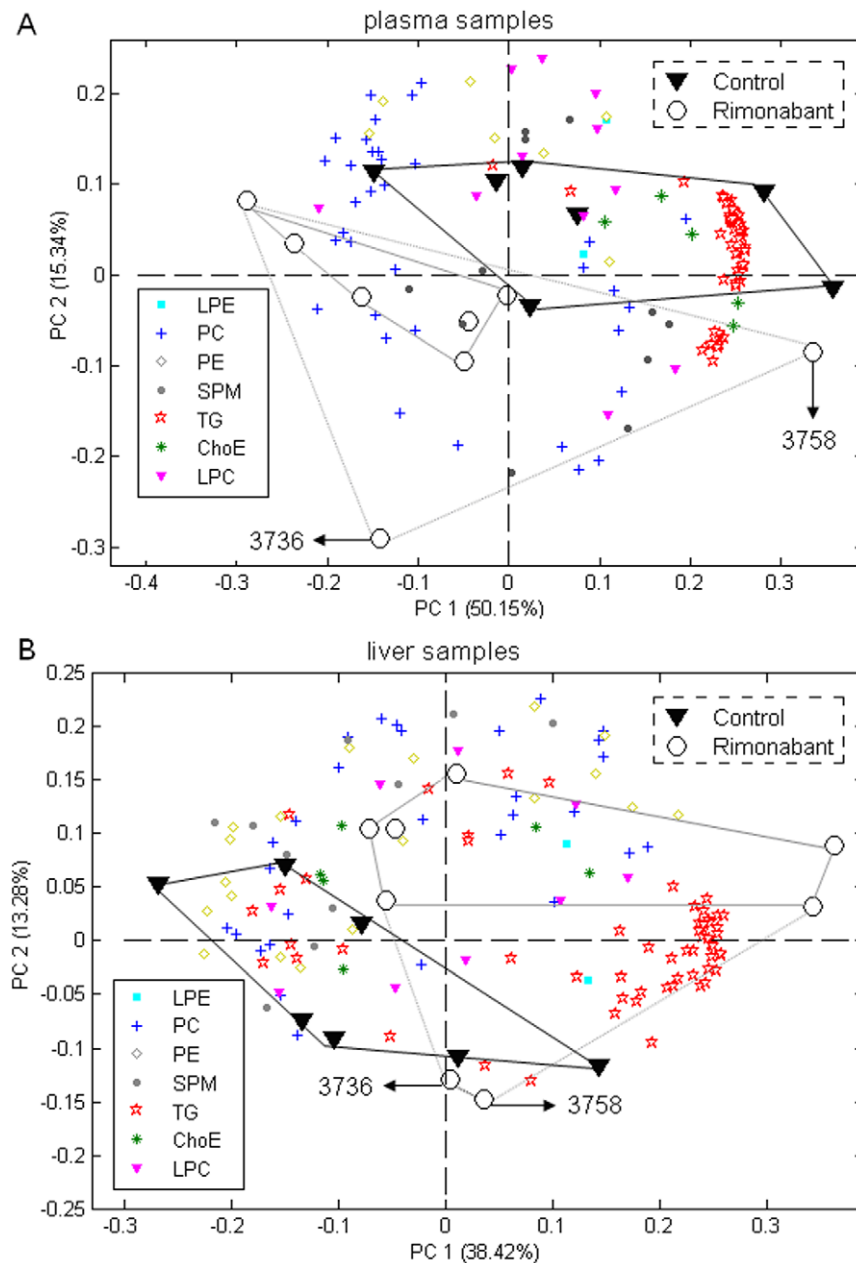 A
plasma samples
Control
Rimonabant
0.2
0.1
0
-0.1
-0.2
-0.3
PC 2 (15.34%)
LPE
PC
PE
SPM
TG
ChoE
LPC
3758
3736
-0.4 -0.3 -0.2 -0.1 0 0.1 0.2 0.3
PC 1 (50.15%)
B
liver samples
Control
Rimonabant
0.25
0.2
0.15
0.1
0.05
0
-0.05
-0.1
-0.15
-0.2
-0.25
PC 2 (13.28%)
LPE
PC
PE
SPM
TG
ChoE
LPC
3736
3758
-0.3 -0.2 -0.1 0 0.1 0.2 0.3
PC 1 (38.42%)